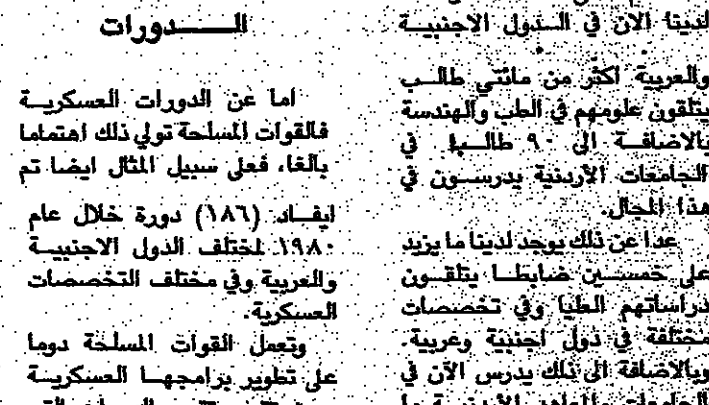 لدينا الان في الدول الاجنبية
والعربية اكثر من مائتي طالب
يتلقون علومهم في الطب والهندسة
بالاضافة الى ٩٠ طالبا في
الجامعات الأردنية يدرسون في
هذا المجال.
عدا عن ذلك يوجد لدينا ما يزيد
على خمسين ضابطا يتلقون
دراساتهم العليا وفي تخصصات
مختلفة في دول اجنبية وعربية.
وبالاضافة الى ذلك يدرس الآن في
الـــدورات
اما عن الدورات العسكرية
فالقوات المسلحة تولي ذلك اهتماما
بالغا، فعلى سبيل المثال ايضا تم
ايفاد (١٨٦) دورة خلال عام
١٩٨٠ لمختلف الدول الاجنبية
والعربية وفي مختلف التخصصات
العسكرية.
وتعمل القوات المسلحة دوما
على تطوير برامجها العسكرية